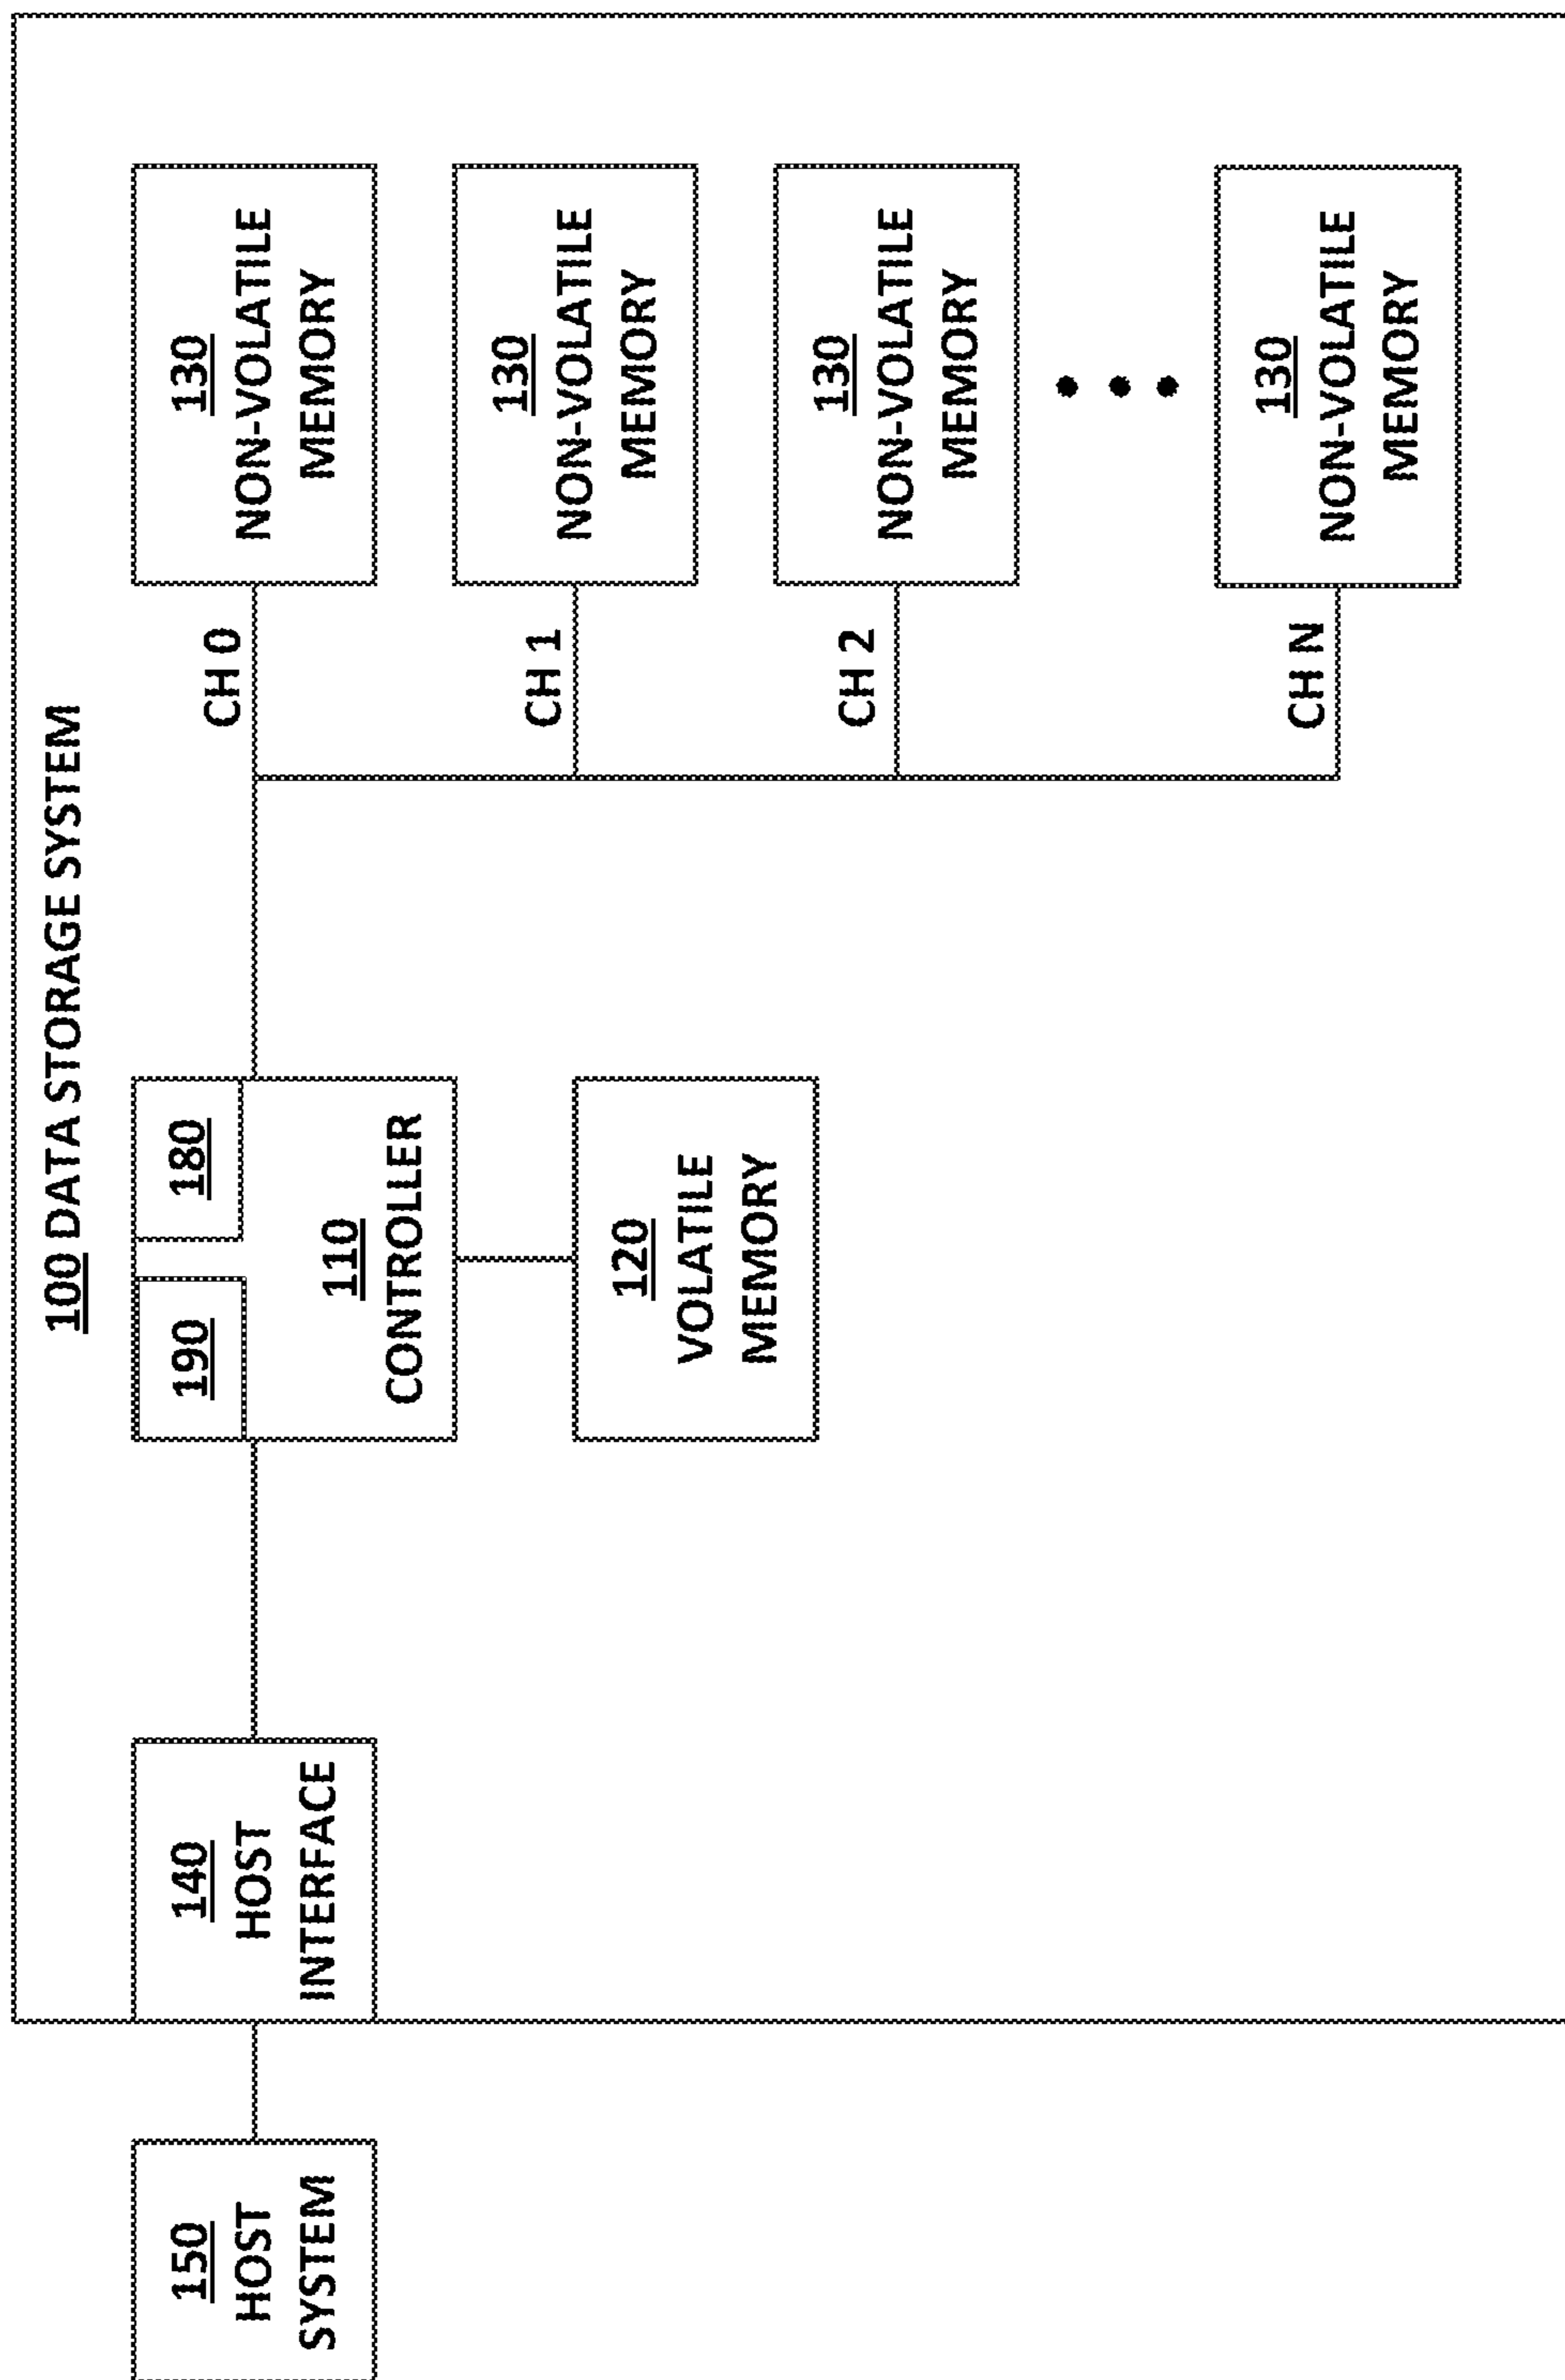 100 DATA STORAGE SYSTEM
150
HOST
SYSTEM
140
HOST
INTERFACE
190
180
110
CONTROLLER
120
VOLATILE
MEMORY
CH 0
130
NON-VOLATILE
MEMORY
CH 1
130
NON-VOLATILE
MEMORY
CH 2
130
NON-VOLATILE
MEMORY
CH N
130
NON-VOLATILE
MEMORY